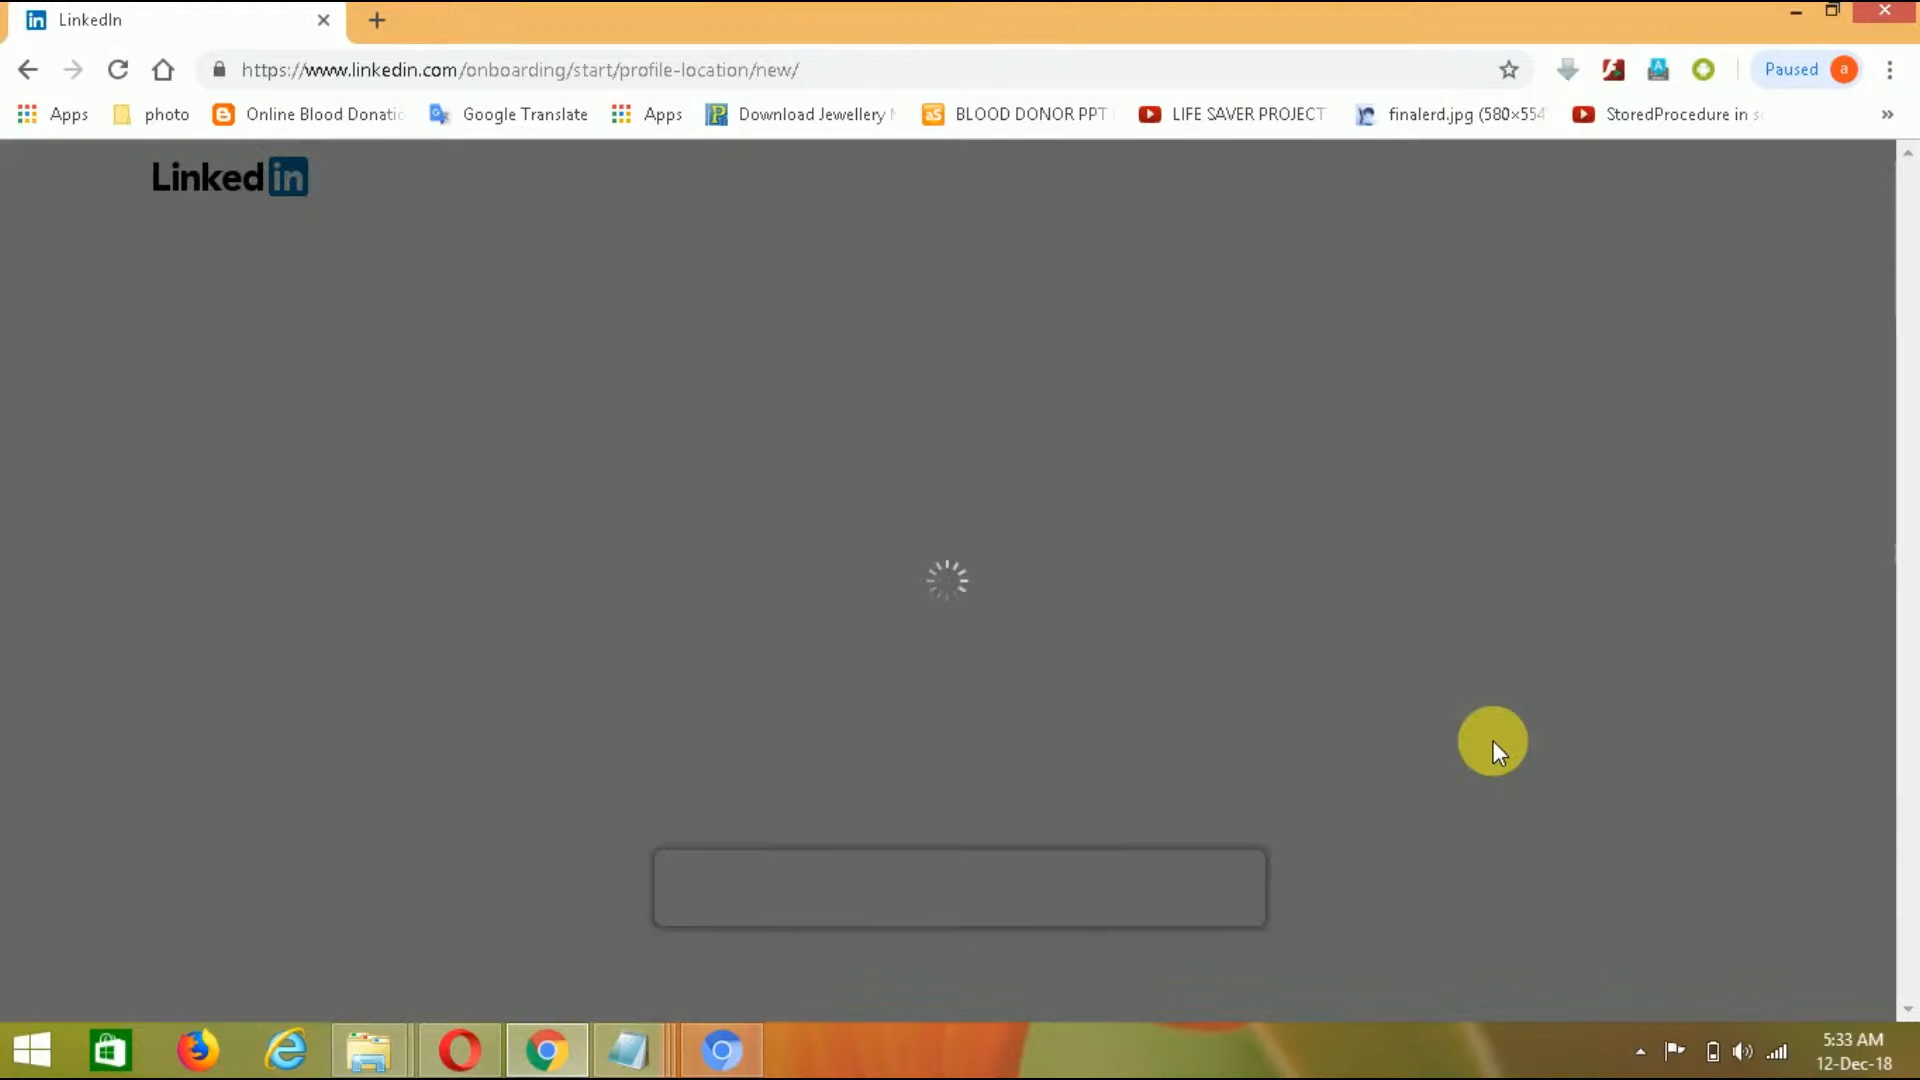 LinkedIn
https://www.linkedin.com/onboarding/start/profile-location/new/
Paused a
Apps photo Online Blood Donatic Google Translate Apps Download Jewellery BLOOD DONOR PPT LIFE SAVER PROJECT finalerd.jpg (580×554 StoredProcedure in »
Linked in
5:33 AM
12-Dec-18